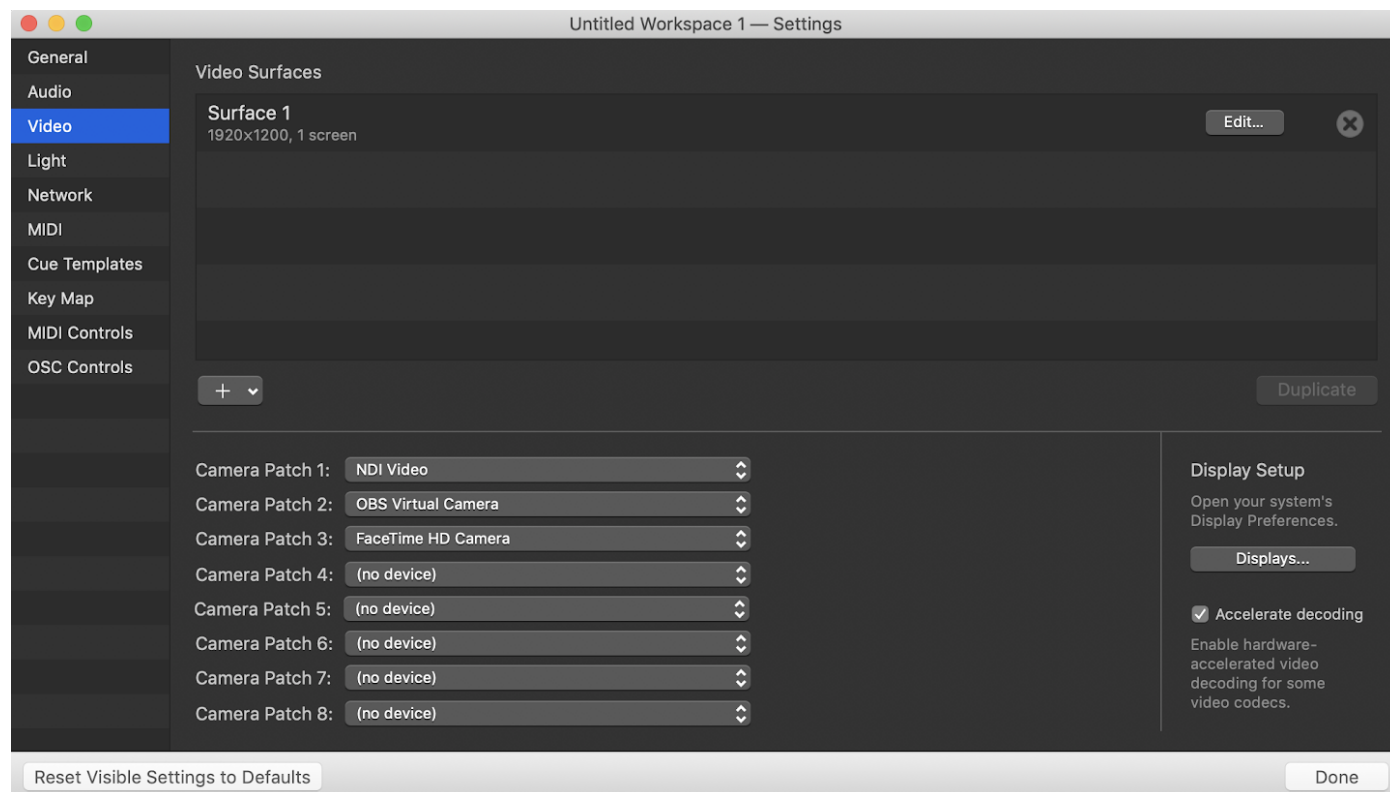 Untitled Workspace 1 — Settings
General
Audio
Video
Light
Network
MIDI
Cue Templates
Key Map
MIDI Controls
OSC Controls
Video Surfaces
Surface 1
1920×1200, 1 screen
Edit...
Duplicate
Camera Patch 1: NDI Video
Camera Patch 2: OBS Virtual Camera
Camera Patch 3: FaceTime HD Camera
Camera Patch 4: (no device)
Camera Patch 5: (no device)
Camera Patch 6: (no device)
Camera Patch 7: (no device)
Camera Patch 8: (no device)
Display Setup
Open your system's
Display Preferences.
Displays...
Accelerate decoding
Enable hardware-
accelerated video
decoding for some
video codecs.
Reset Visible Settings to Defaults
Done